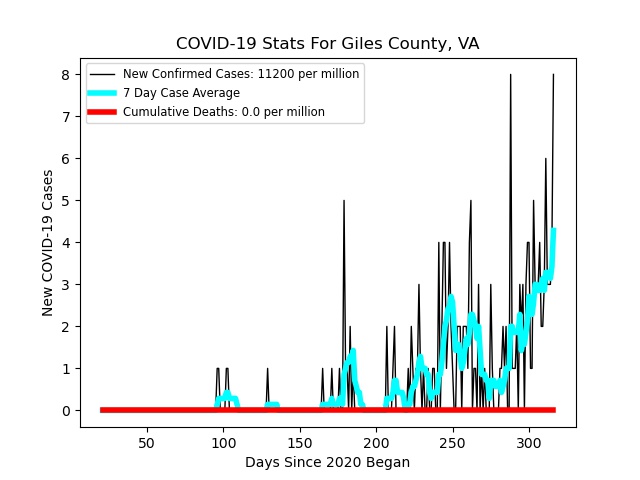 COVID-19 Stats For Giles County, VA
New Confirmed Cases: 11200 per million
7 Day Case Average
Cumulative Deaths: 0.0 per million
New COVID-19 Cases
8
7
6
5
4
3
2
1
0
50 100 150 200 250 300
Days Since 2020 Began